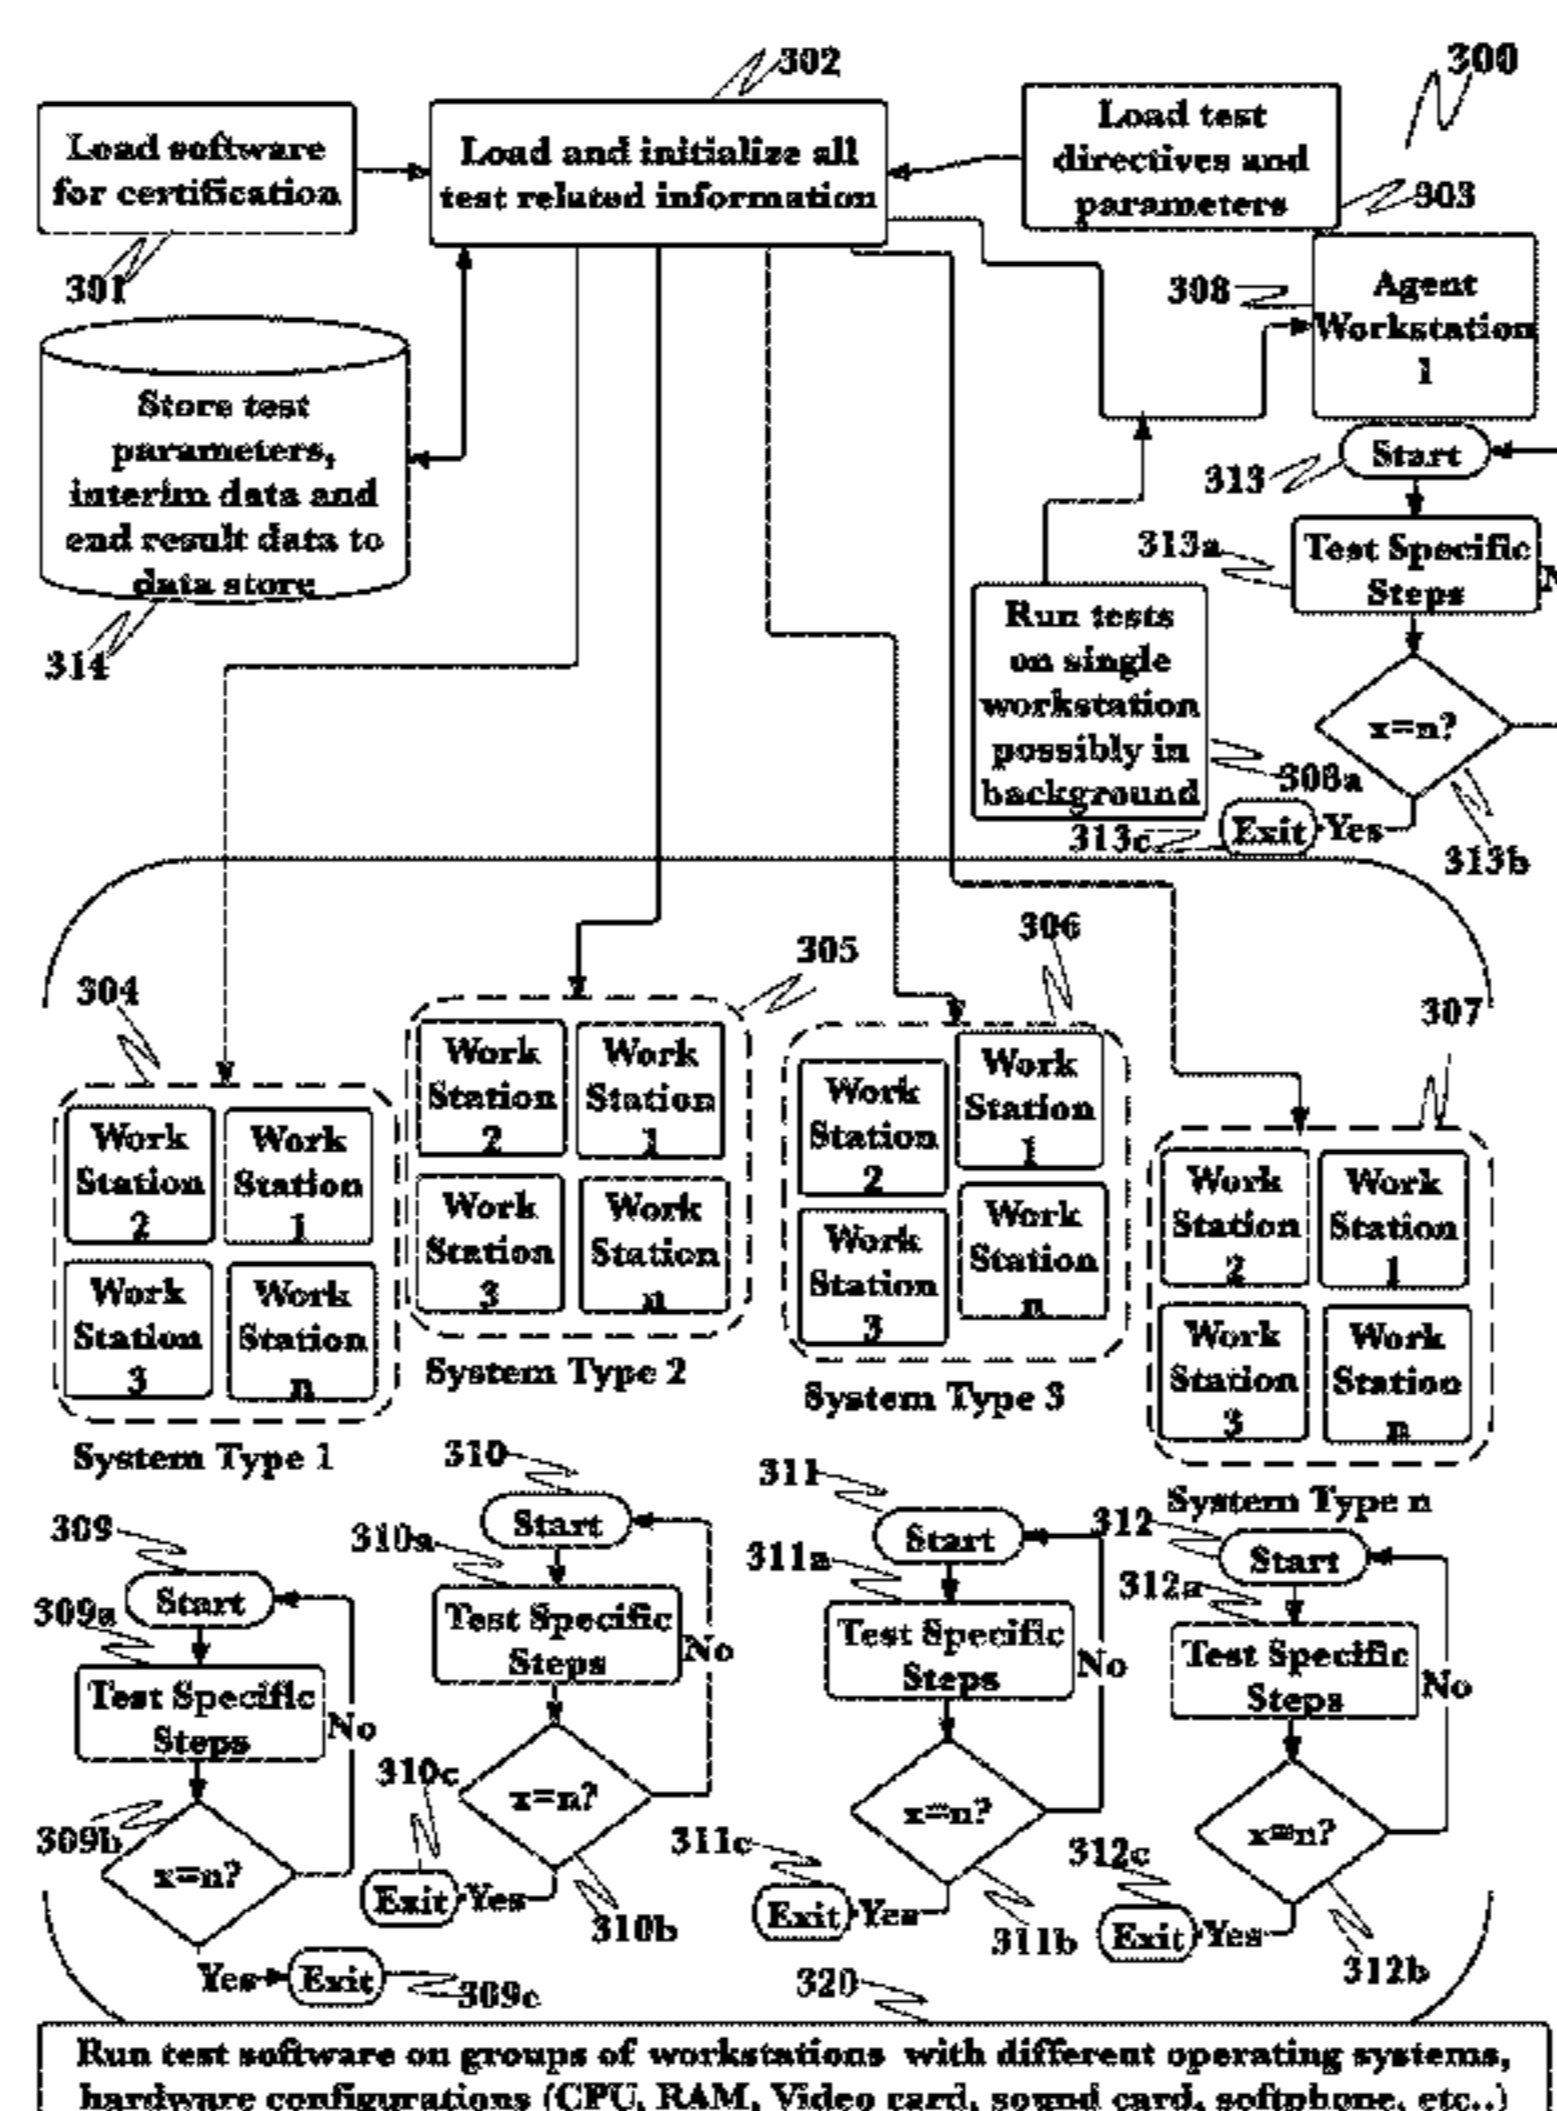 302
300
Load software
for certification
Load and initialize all
test related information
Load test
directives and
parameters
303
301
308
Agent
Workstation
1
Store test
parameters,
interim data and
end result data to
data store
314
313
Start
313a
Test Specific
Steps
Run tests
on single
workstation
possibly in
background
308a
x=n?
313c
Exit
Yes
313b
304
305
306
307
Work
Station
2
Work
Station
1
Work
Station
3
Work
Station
n
System Type 1
Work
Station
2
Work
Station
1
Work
Station
3
Work
Station
n
System Type 2
Work
Station
2
Work
Station
1
Work
Station
3
Work
Station
n
System Type 3
Work
Station
2
Work
Station
1
Work
Station
3
Work
Station
n
System Type n
309
Start
309a
Test Specific
Steps
No
309b
x=n?
Yes
Exit
309c
310
Start
310a
Test Specific
Steps
No
310c
x=n?
Exit
Yes
310b
311
Start
311a
Test Specific
Steps
No
x=n?
311c
Exit
Yes
311b
312
Start
312a
Test Specific
Steps
No
x=n?
312c
Exit
Yes
312b
320
Run test software on groups of workstations with different operating systems,
hardware configurations (CPU, RAM, Video card, sound card, softphone, etc..)